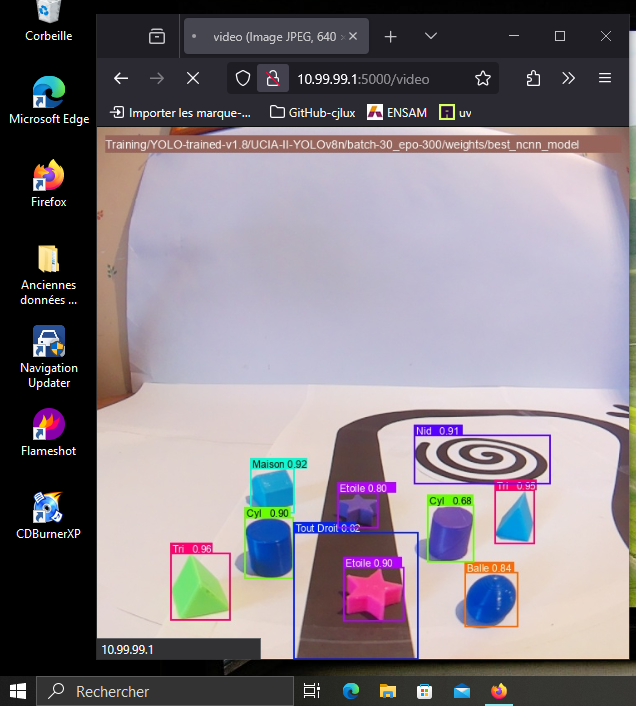 Corbeille
Microsoft Edge
Firefox
Anciennes
données ...
Navigation
Updater
Flameshot
CDBurnerXP
video (Image JPEG, 640
10.99.99.1:5000/video
Importer les marque-...
GitHub-cjlux
ENSAM
uv
Training/YOLO-trained-v1.8/UCIA-II-YOLOv8n/batch-30_epo-300/weights/best_ncnn_model
Nid 0.91
Maison 0.92
Etoile 0.80
Tri 0.95
Cyl 0.68
Cyl 0.90
Tout Droit 0.02
Tri 0.96
Etoile 0.90
Balle 0.84
10.99.99.1
Rechercher